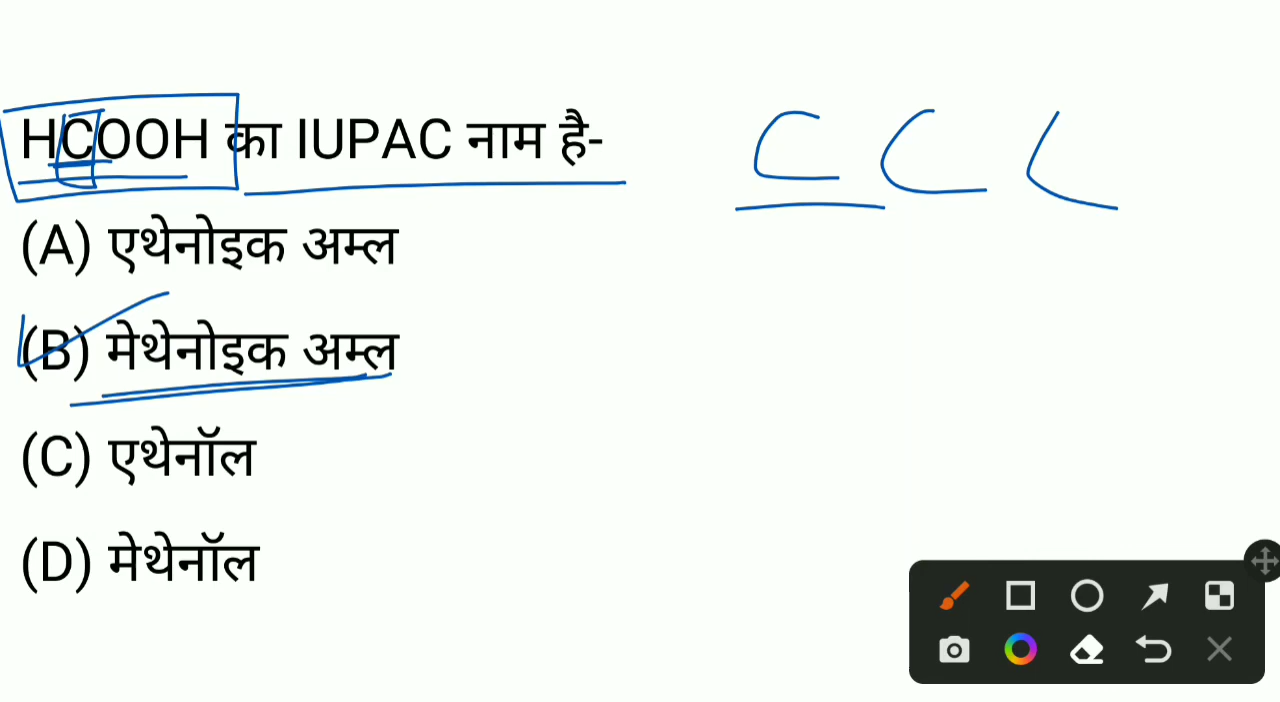 HCOOH का IUPAC नाम है-
C C C
(A) एथेनोइक अम्ल
(B) मेथेनोइक अम्ल
(C) एथेनॉल
(D) मेथेनॉल